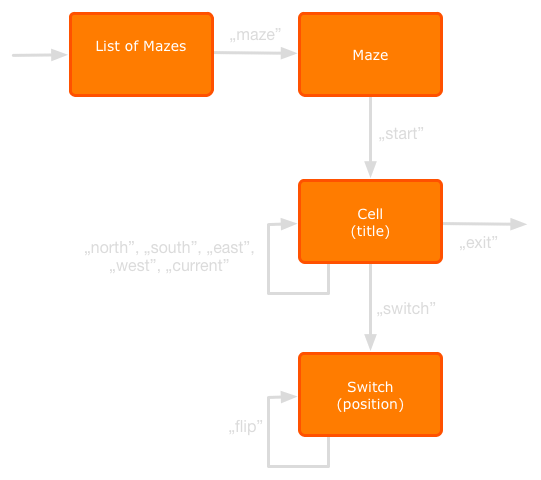 List of Mazes
„maze”
Maze
„start”
Cell
(title)
„north”, „south”, „east”,
„west”, „current”
„exit”
„switch”
Switch
(position)
„flip”